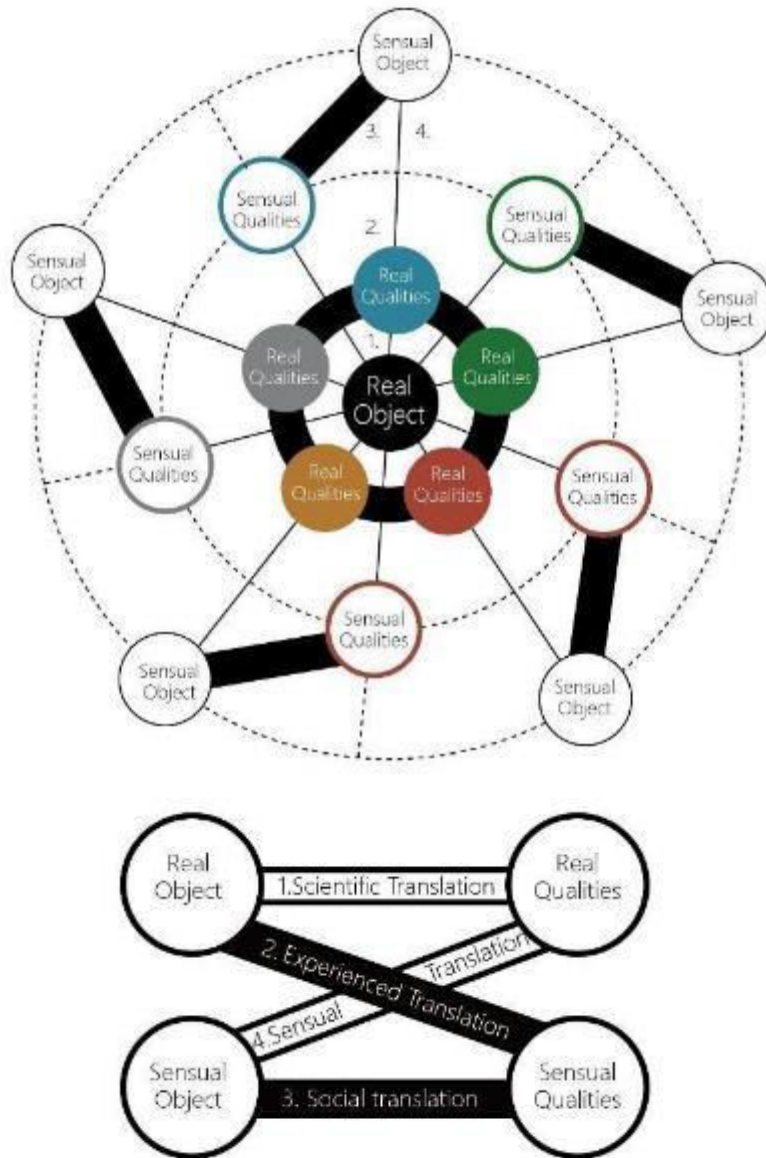 Sensual
Object
3.
4.
Sensual
Qualities
Sensual
Qualities
2.
Sensual
Object
Real
Qualities
Sensual
Object
1.
Real
Qualities
Real
Qualities
Real
Object
Sensual
Qualities
Real
Qualities
Real
Qualities
Sensual
Qualities
Sensual
Qualities
Sensual
Object
Sensual
Object
Real
Object
1.Scientific Translation
Real
Qualities
2. Experienced Translation
4.Sensual Translation
Sensual
Object
3. Social translation
Sensual
Qualities